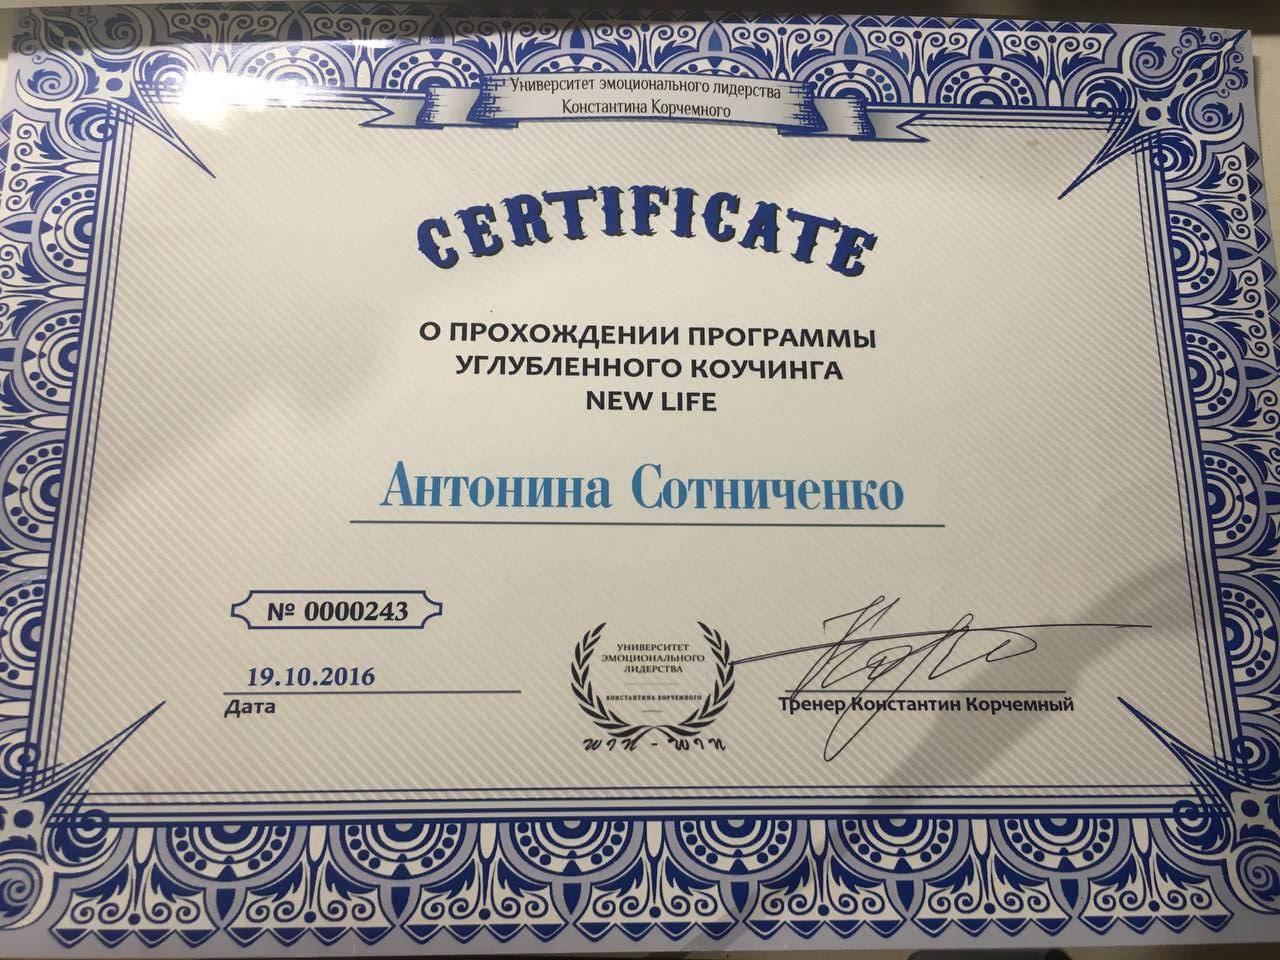 Университет эмоционального лидерства
Константина Корчемного
CERTIFICATE
О ПРОХОЖДЕНИИ ПРОГРАММЫ
УГЛУБЛЕННОГО КОУЧИНГА
NEW LIFE
Антонина Сотниченко
№ 0000243
19.10.2016
Дата
УНИВЕРСИТЕТ
ЭМОЦИОНАЛЬНОГО
ЛИДЕРСТВА
КОНСТАНТИНА КОРЧЕМНОГО
WIN - WIN
Тренер Константин Корчемный